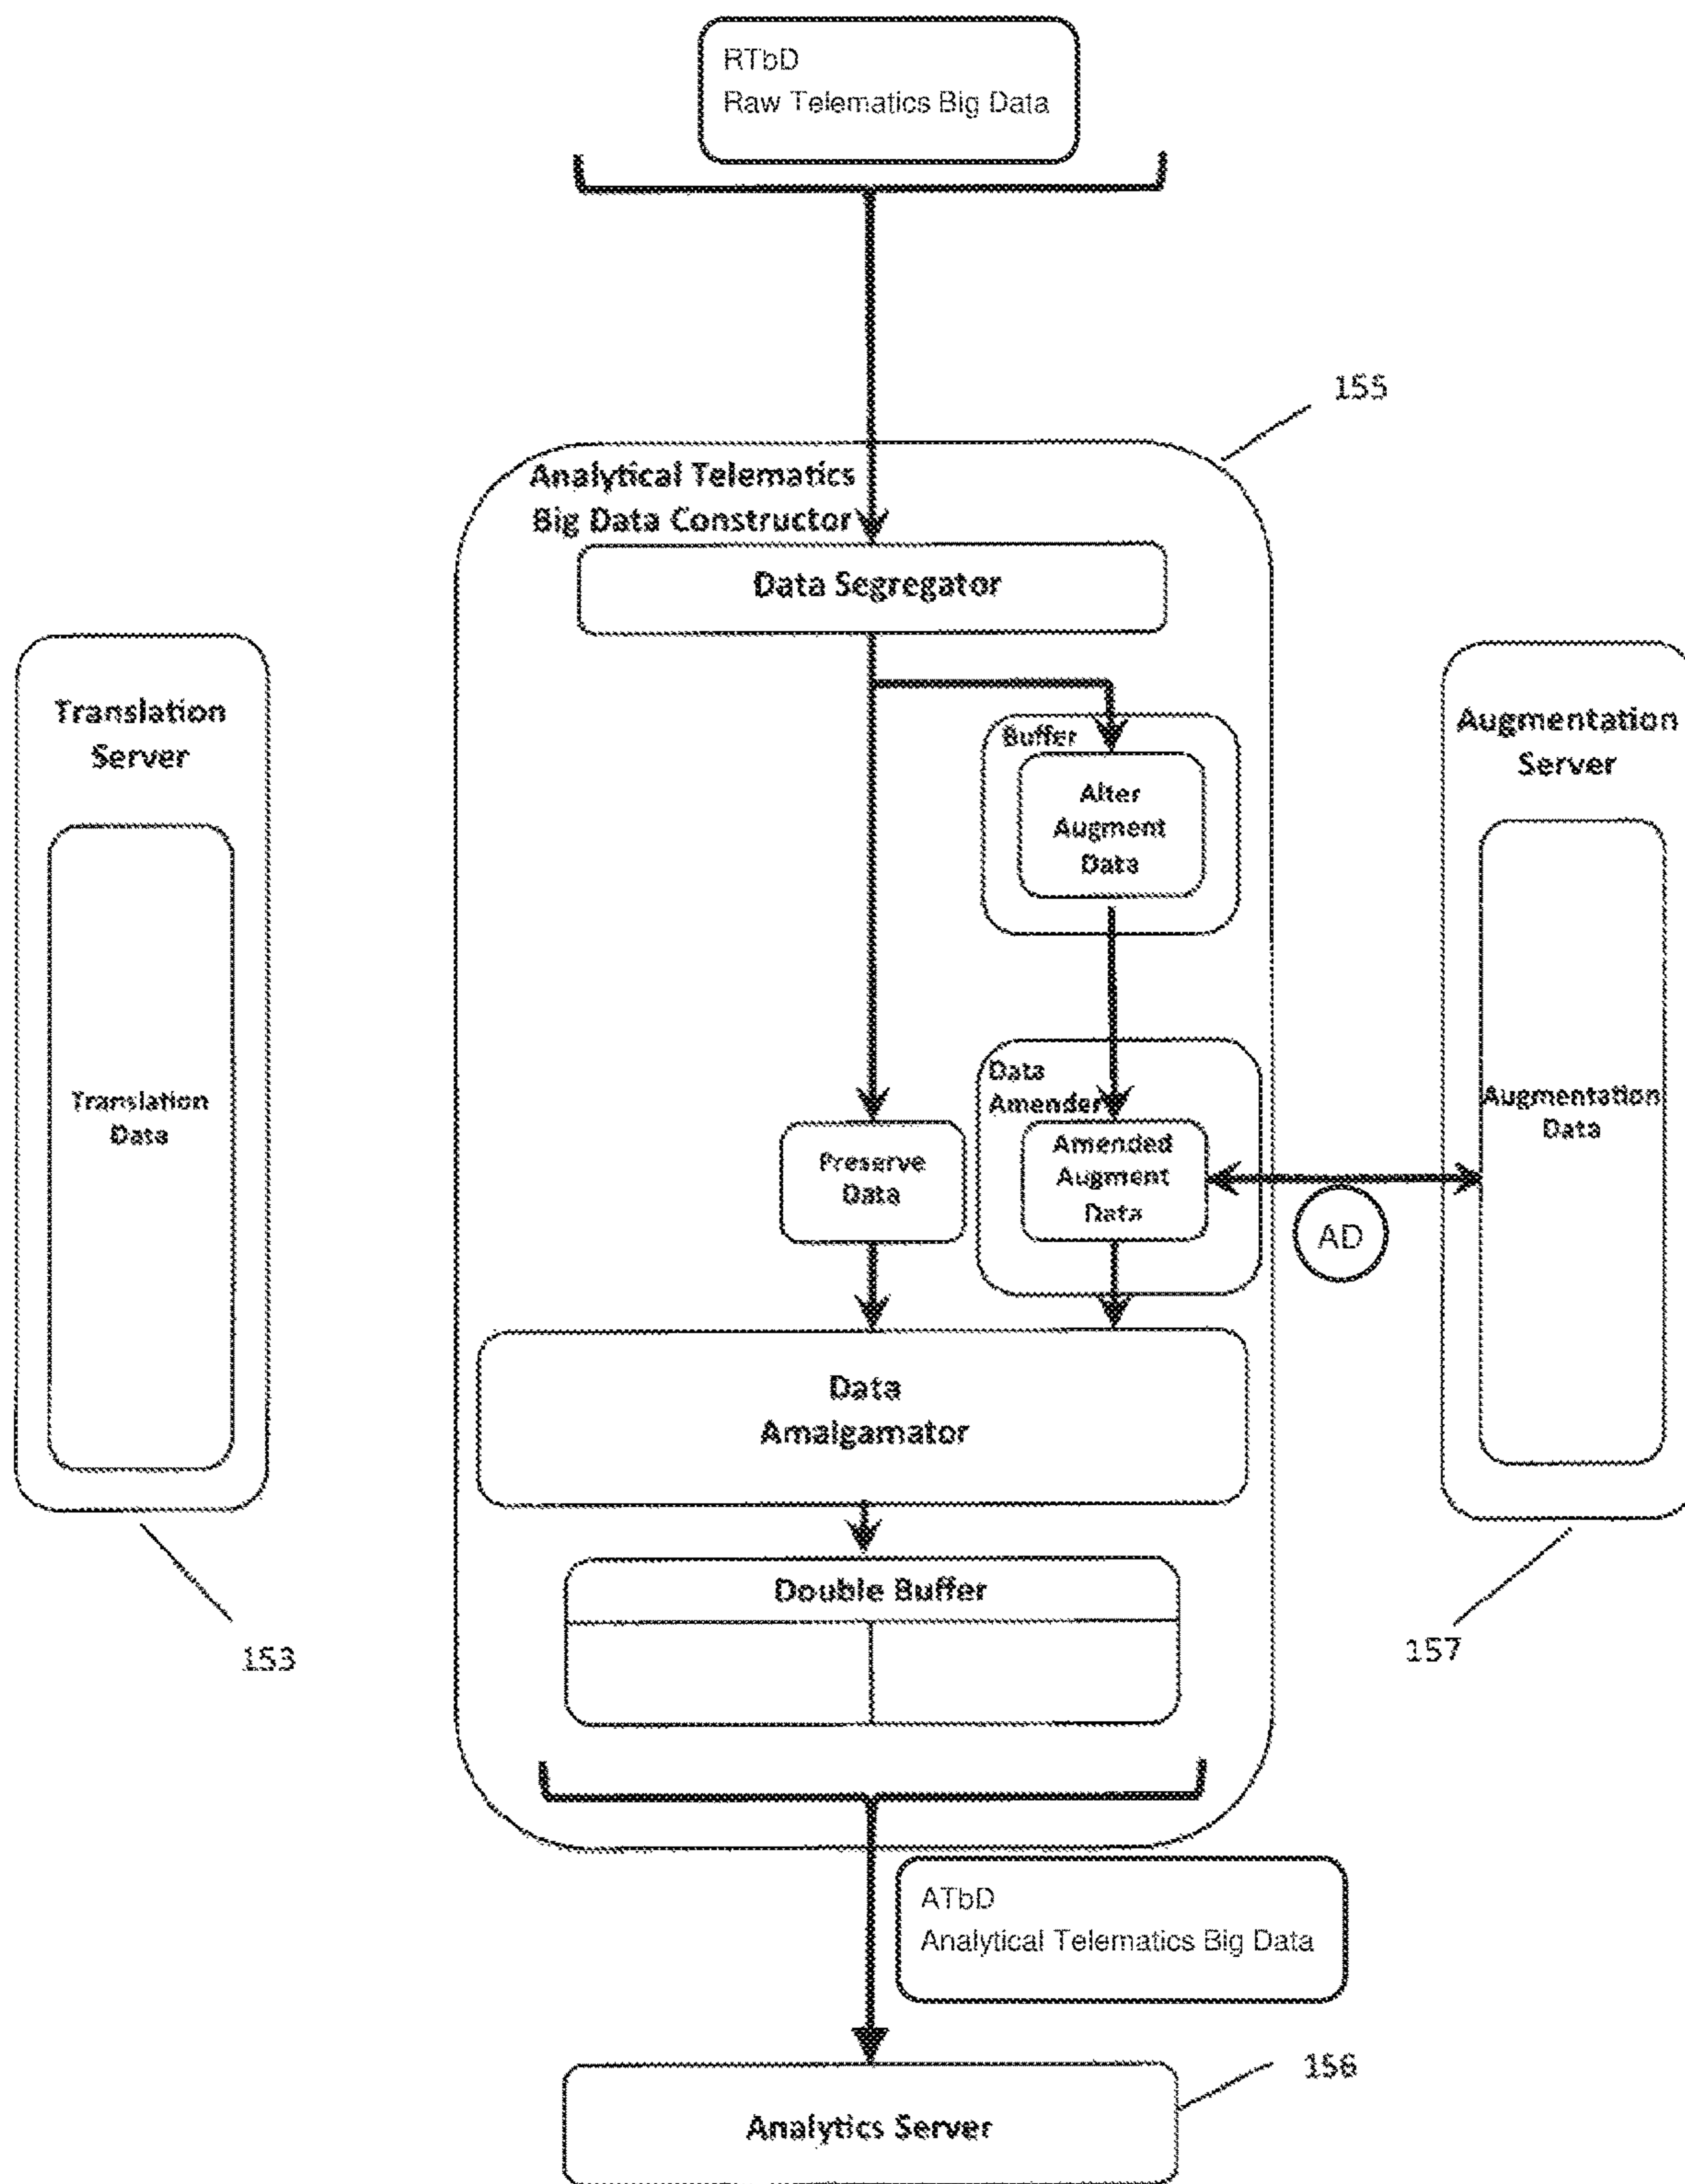 RTbD
Raw Telematics Big Data
155
Analytical Telematics
Big Data Constructor
Data Segregator
Translation
Server
Buffer
Augmentation
Server
Alter
Augment
Data
Translation
Data
Data
Amender
Augmentation
Data
Preserve
Data
Amended
Augment
Data
AD
Data
Amalgamator
Double Buffer
153
157
ATbD
Analytical Telematics Big Data
156
Analytics Server